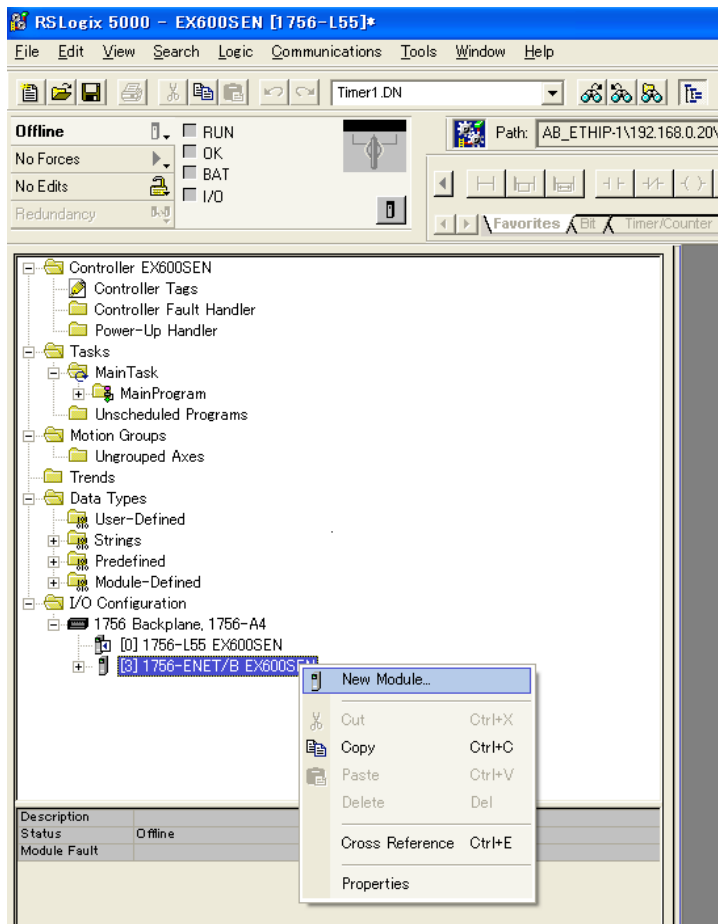 RSLogix 5000 - EX600SEN [1756-L55]*
File Edit View Search Logic Communications Tools Window Help
Timer1.DN
Offline
RUN
Path: AB_ETHIP-1\192.168.0.20\
No Forces
OK
No Edits
BAT
Redundancy
I/O
Favorites Bit Timer/Counter
Controller EX600SEN
Controller Tags
Controller Fault Handler
Power-Up Handler
Tasks
MainTask
MainProgram
Unscheduled Programs
Motion Groups
Ungrouped Axes
Trends
Data Types
User-Defined
Strings
Predefined
Module-Defined
I/O Configuration
1756 Backplane, 1756-A4
[0] 1756-L55 EX600SEN
[3] 1756-ENET/B EX600SEN
New Module...
Cut Ctrl+X
Copy Ctrl+C
Paste Ctrl+V
Delete Del
Cross Reference Ctrl+E
Properties
Description
Status Offline
Module Fault